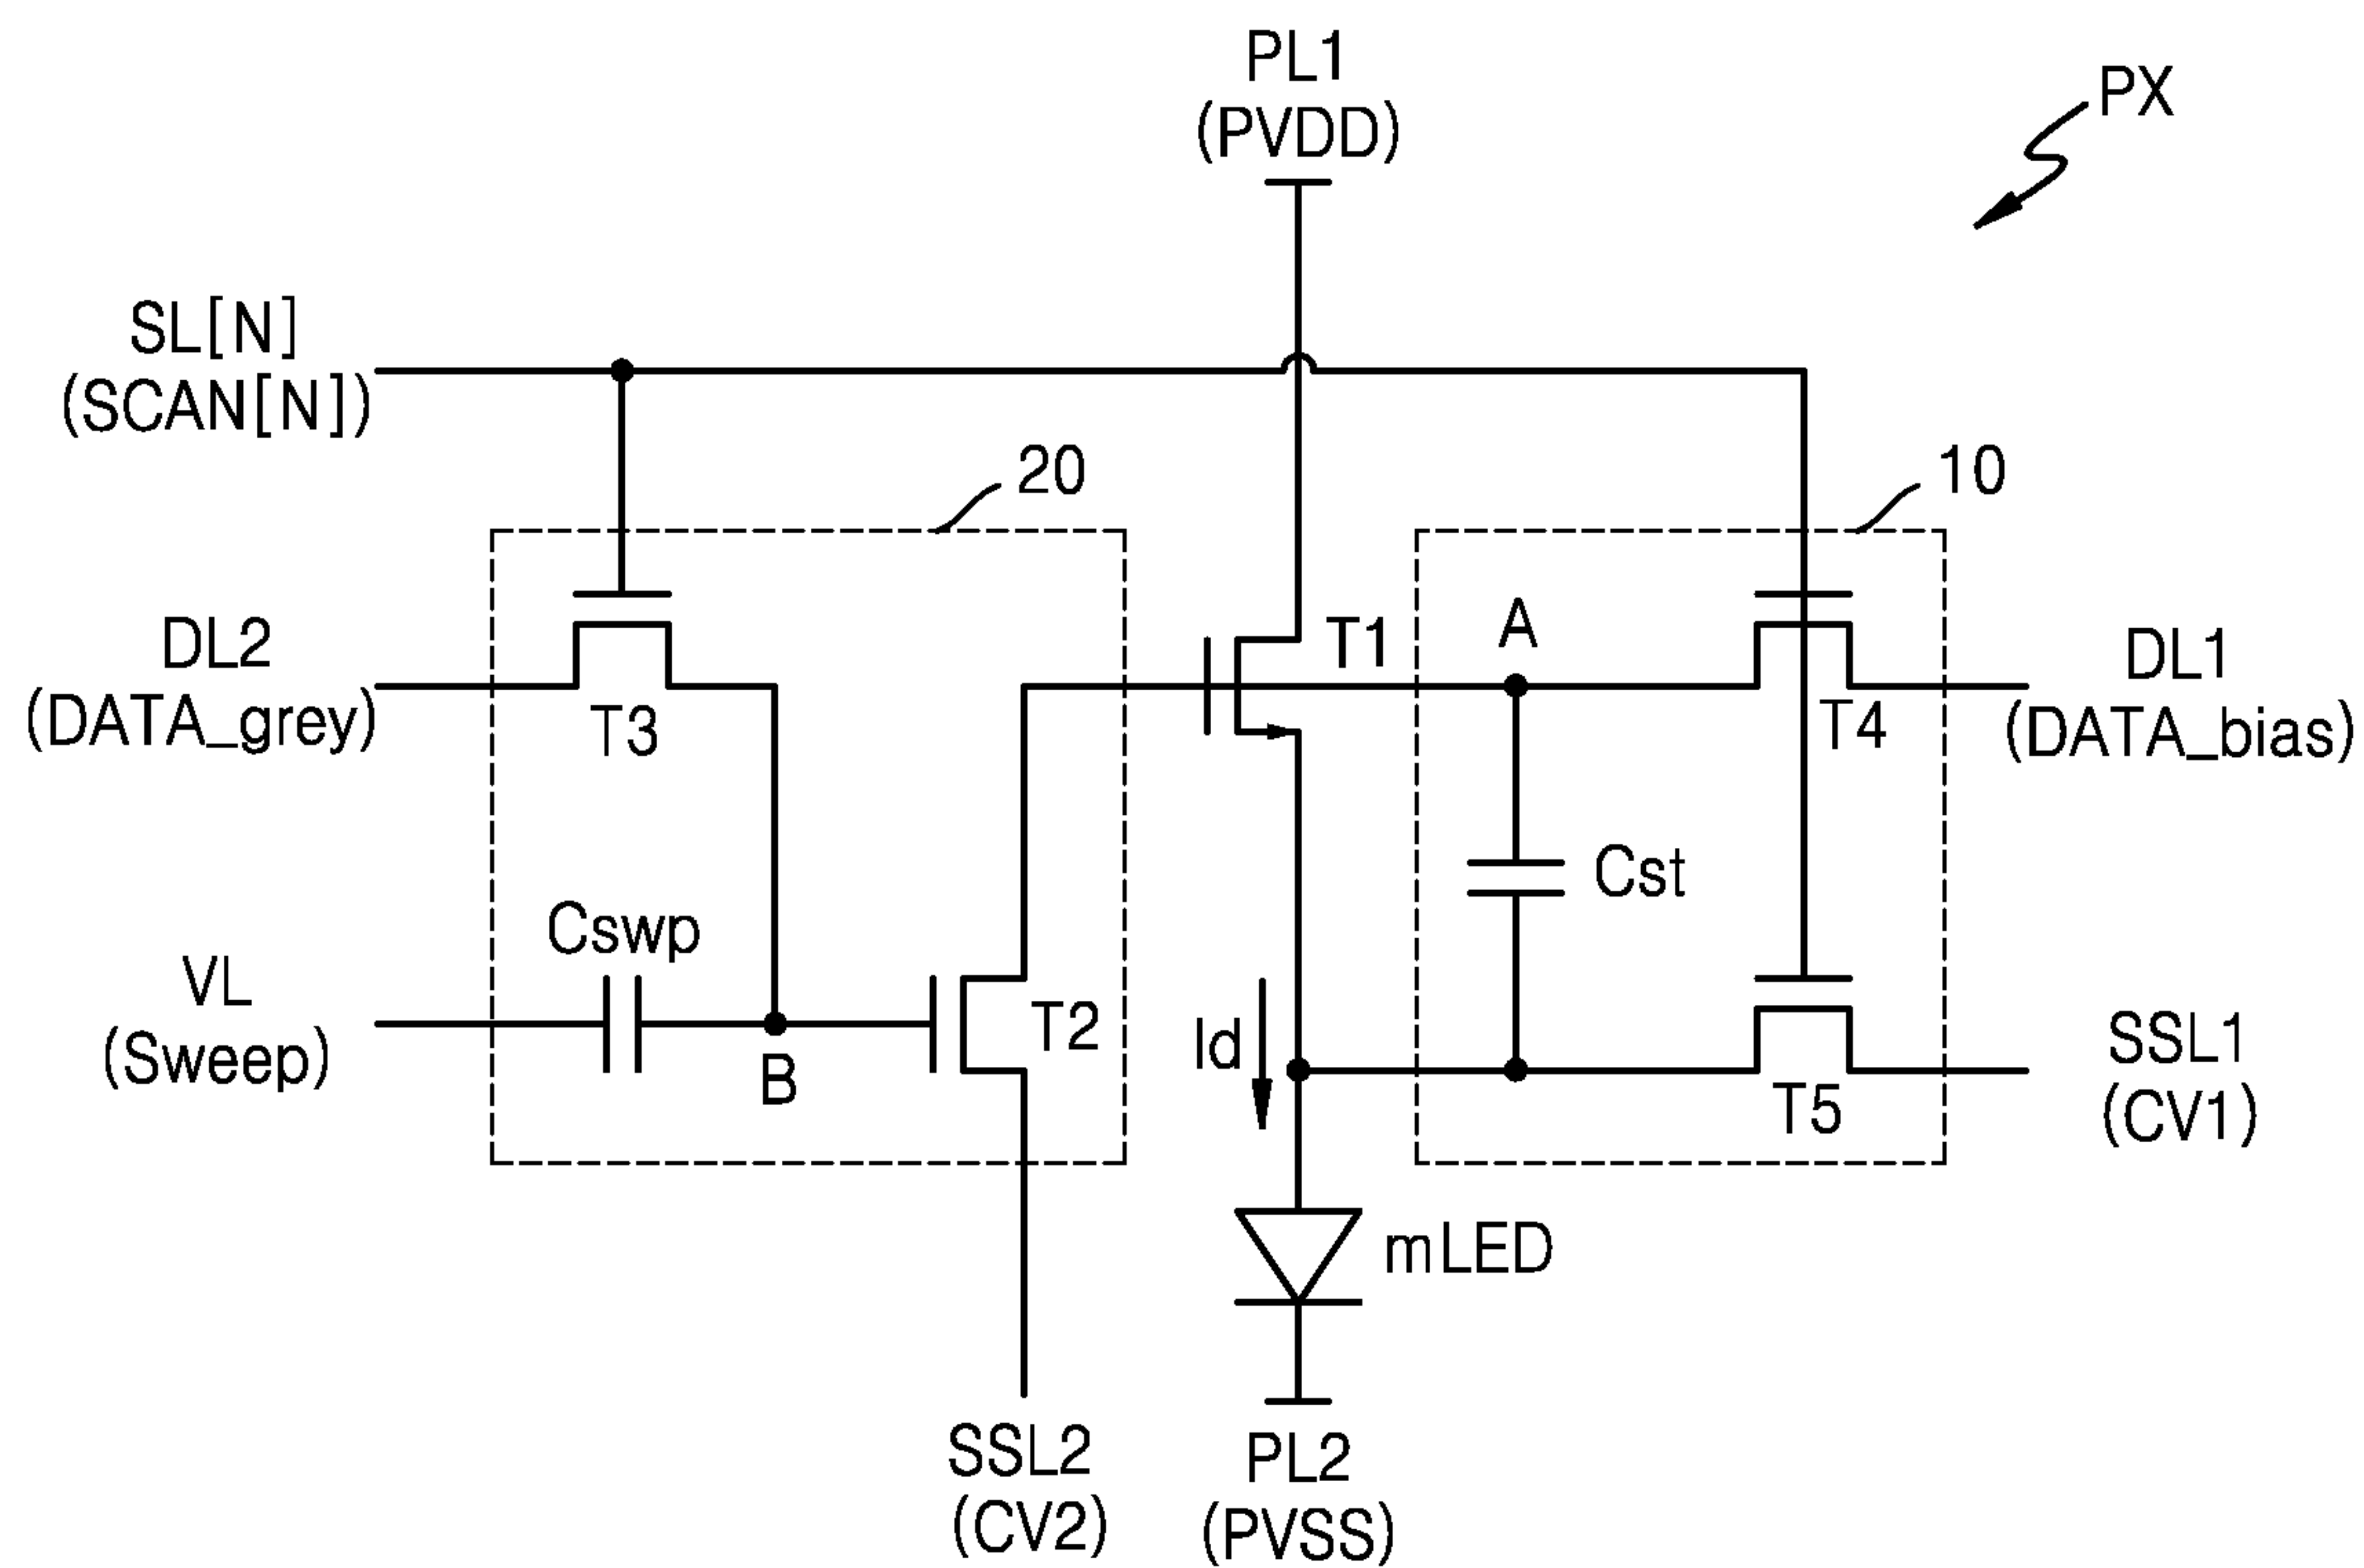 PL1
(PVDD)
PX
SL[N]
(SCAN[N])
20
10
DL2
(DATA_grey)
T3
T1
A
T4
DL1
(DATA_bias)
Cst
Cswp
VL
(Sweep)
B
T2
Id
T5
SSL1
(CV1)
mLED
SSL2
(CV2)
PL2
(PVSS)